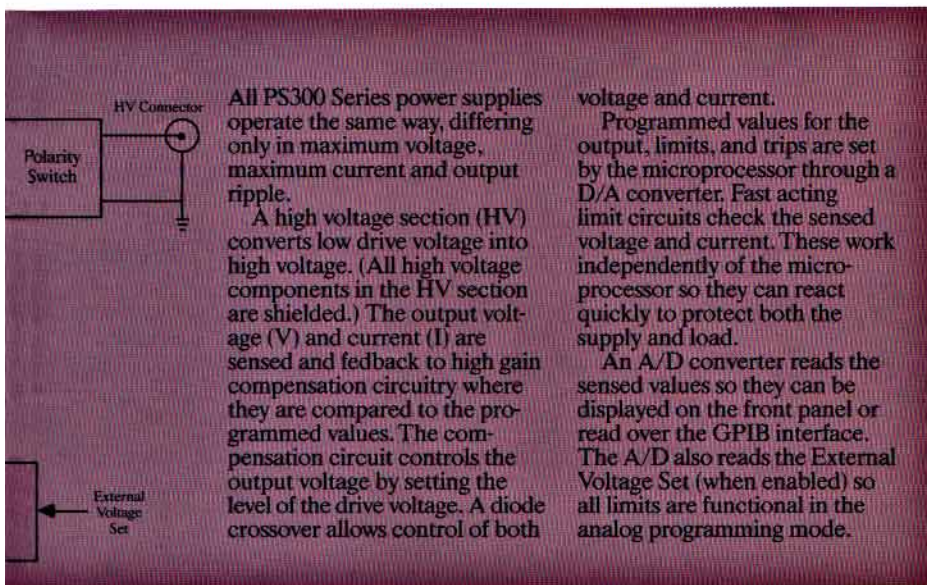 HV Connector
Polarity
Switch
External
Voltage
Set
All PS300 Series power supplies
operate the same way, differing
only in maximum voltage,
maximum current and output
ripple.
A high voltage section (HV)
converts low drive voltage into
high voltage. (All high voltage
components in the HV section
are shielded.) The output volt-
age (V) and current (I) are
sensed and fedback to high gain
compensation circuitry where
they are compared to the pro-
grammed values. The com-
pensation circuit controls the
output voltage by setting the
level of the drive voltage. A diode
crossover allows control of both
voltage and current.
Programmed values for the
output, limits, and trips are set
by the microprocessor through a
D/A converter. Fast acting
limit circuits check the sensed
voltage and current. These work
independently of the micro-
processor so they can react
quickly to protect both the
supply and load.
An A/D converter reads the
sensed values so they can be
displayed on the front panel or
read over the GPIB interface.
The A/D also reads the External
Voltage Set (when enabled) so
all limits are functional in the
analog programming mode.